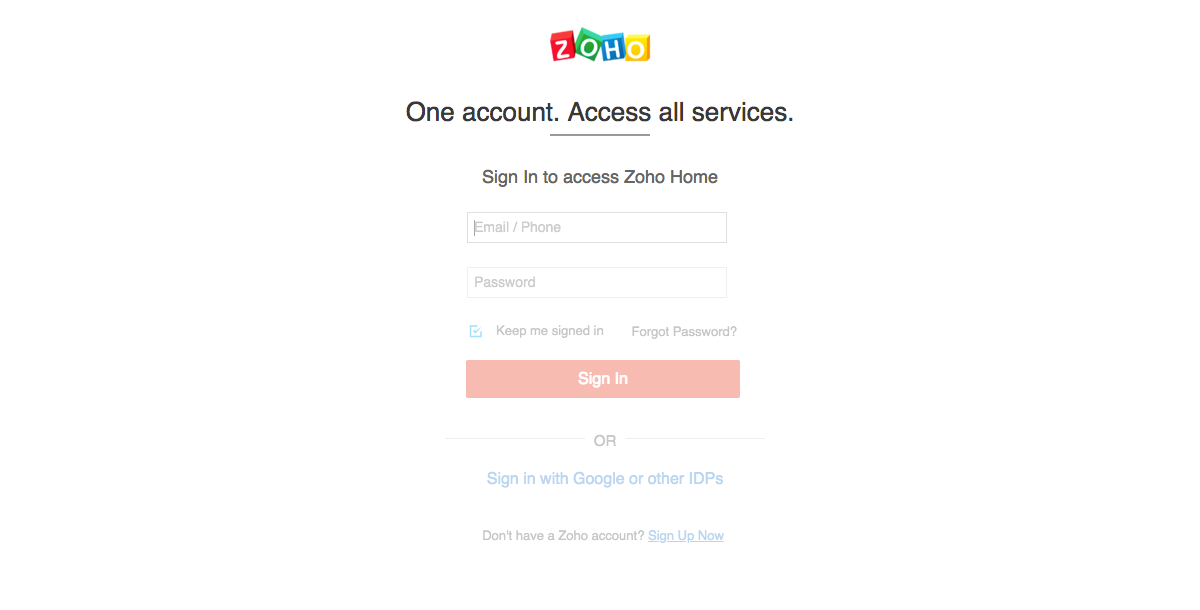 ZOHO
One account. Access all services.
Sign In to access Zoho Home
Email / Phone
Password
Keep me signed in Forgot Password?
Sign In
OR
Sign in with Google or other IDPs
Don't have a Zoho account? Sign Up Now